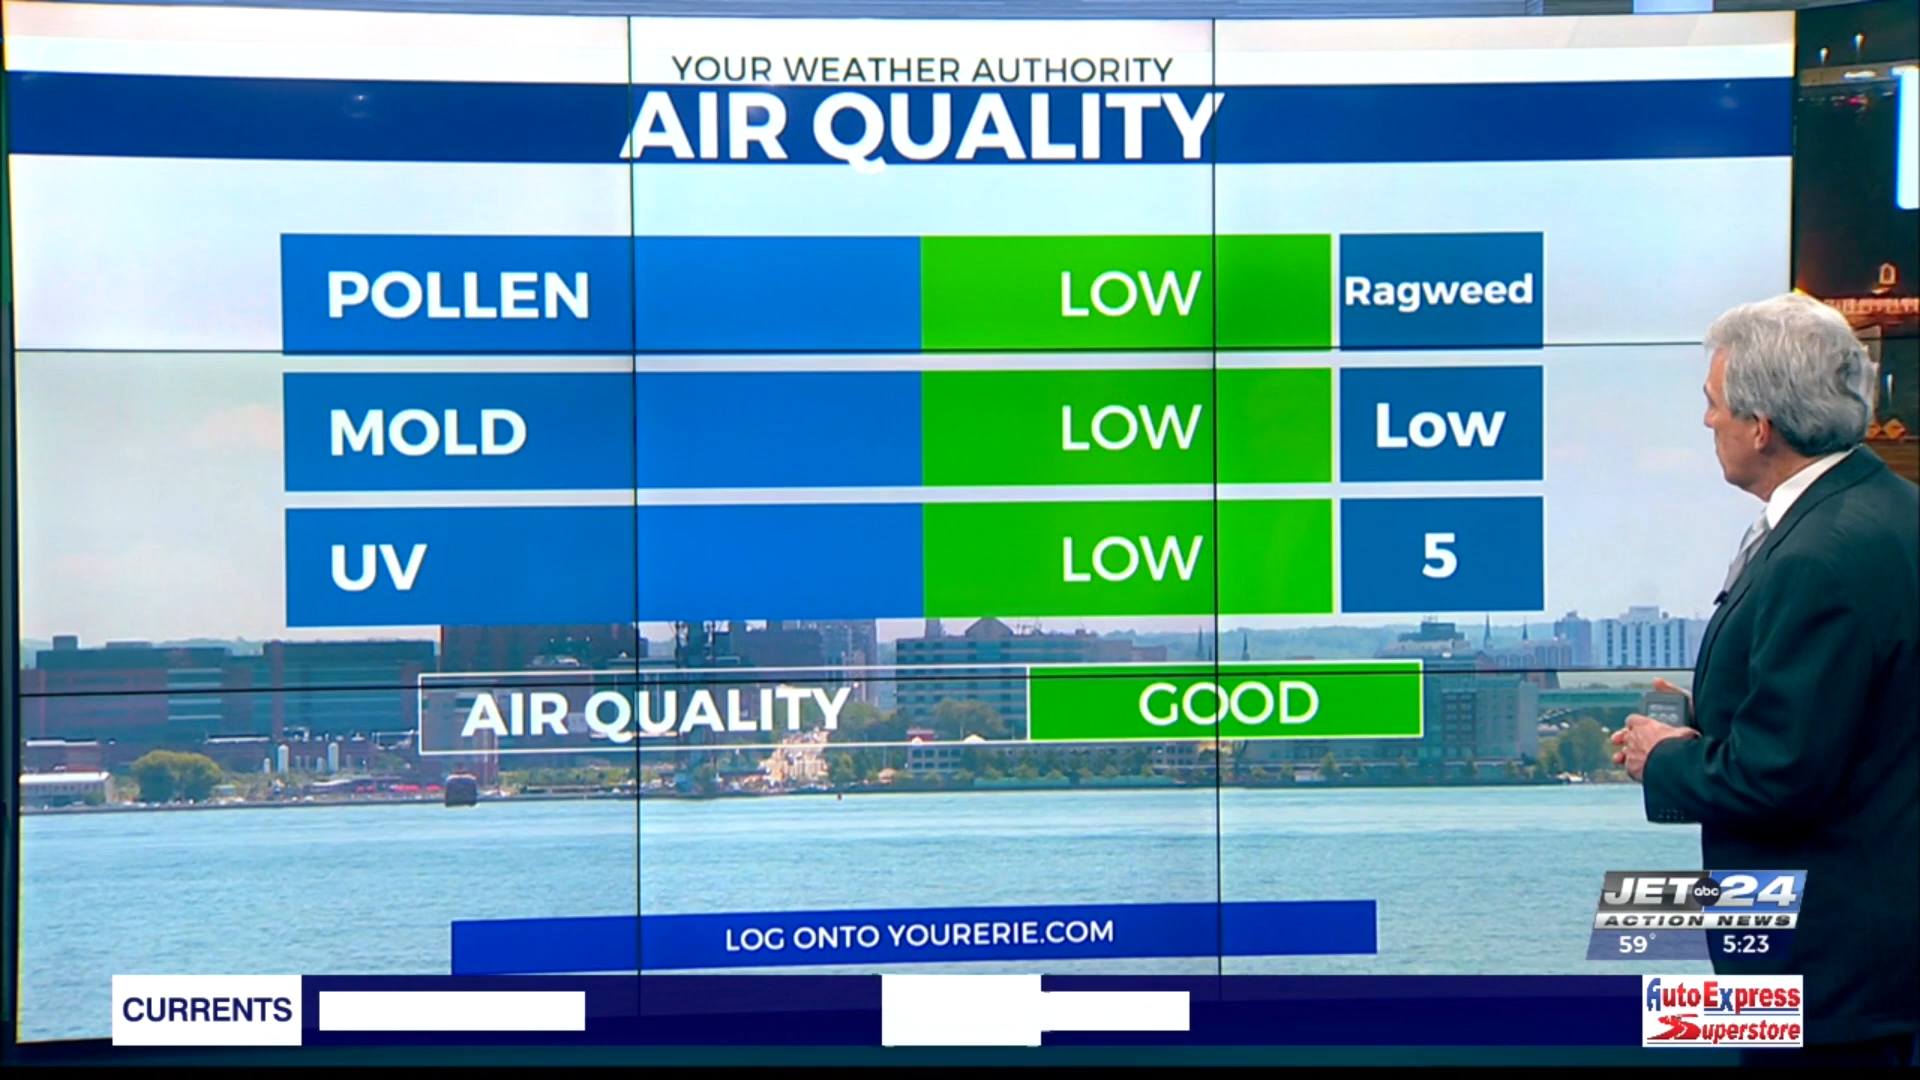 YOUR WEATHER AUTHORITY
AIR QUALITY
POLLEN LOW Ragweed
MOLD LOW Low
UV LOW 5
AIR QUALITY GOOD
LOG ONTO YOURERIE.COM
JET abc 24
ACTION NEWS
59° 5:23
CURRENTS
AutoExpress
Superstore